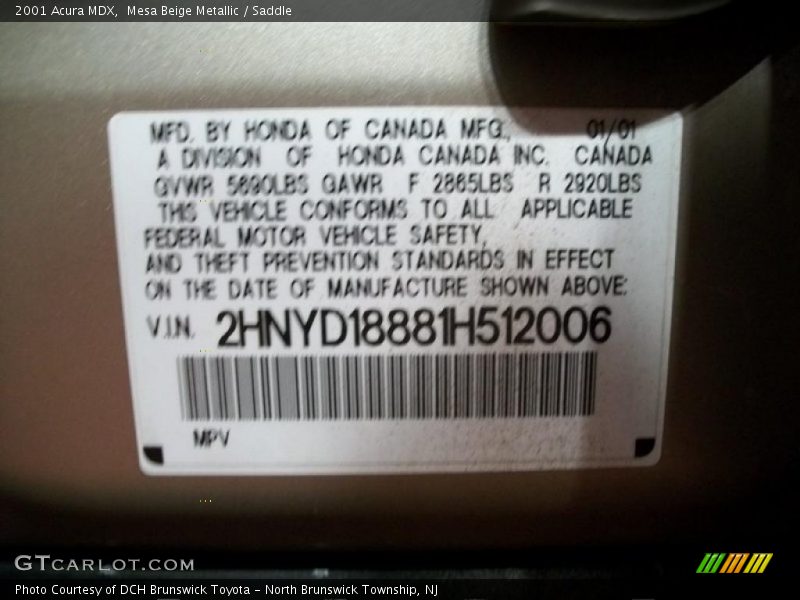 2001 Acura MDX,  Mesa Beige Metallic / Saddle
MFD. BY HONDA OF CANADA MFG., 01/01
A DIVISION OF HONDA CANADA INC. CANADA
GVWR 5690LBS GAWR F 2865LBS R 2920LBS
THIS VEHICLE CONFORMS TO ALL APPLICABLE
FEDERAL MOTOR VEHICLE SAFETY,
AND THEFT PREVENTION STANDARDS IN EFFECT
ON THE DATE OF MANUFACTURE SHOWN ABOVE:
V.I.N. 2HNYD18881H512006
MPV
GTCARLOT.COM
Photo Courtesy of DCH Brunswick Toyota – North Brunswick Township, NJ